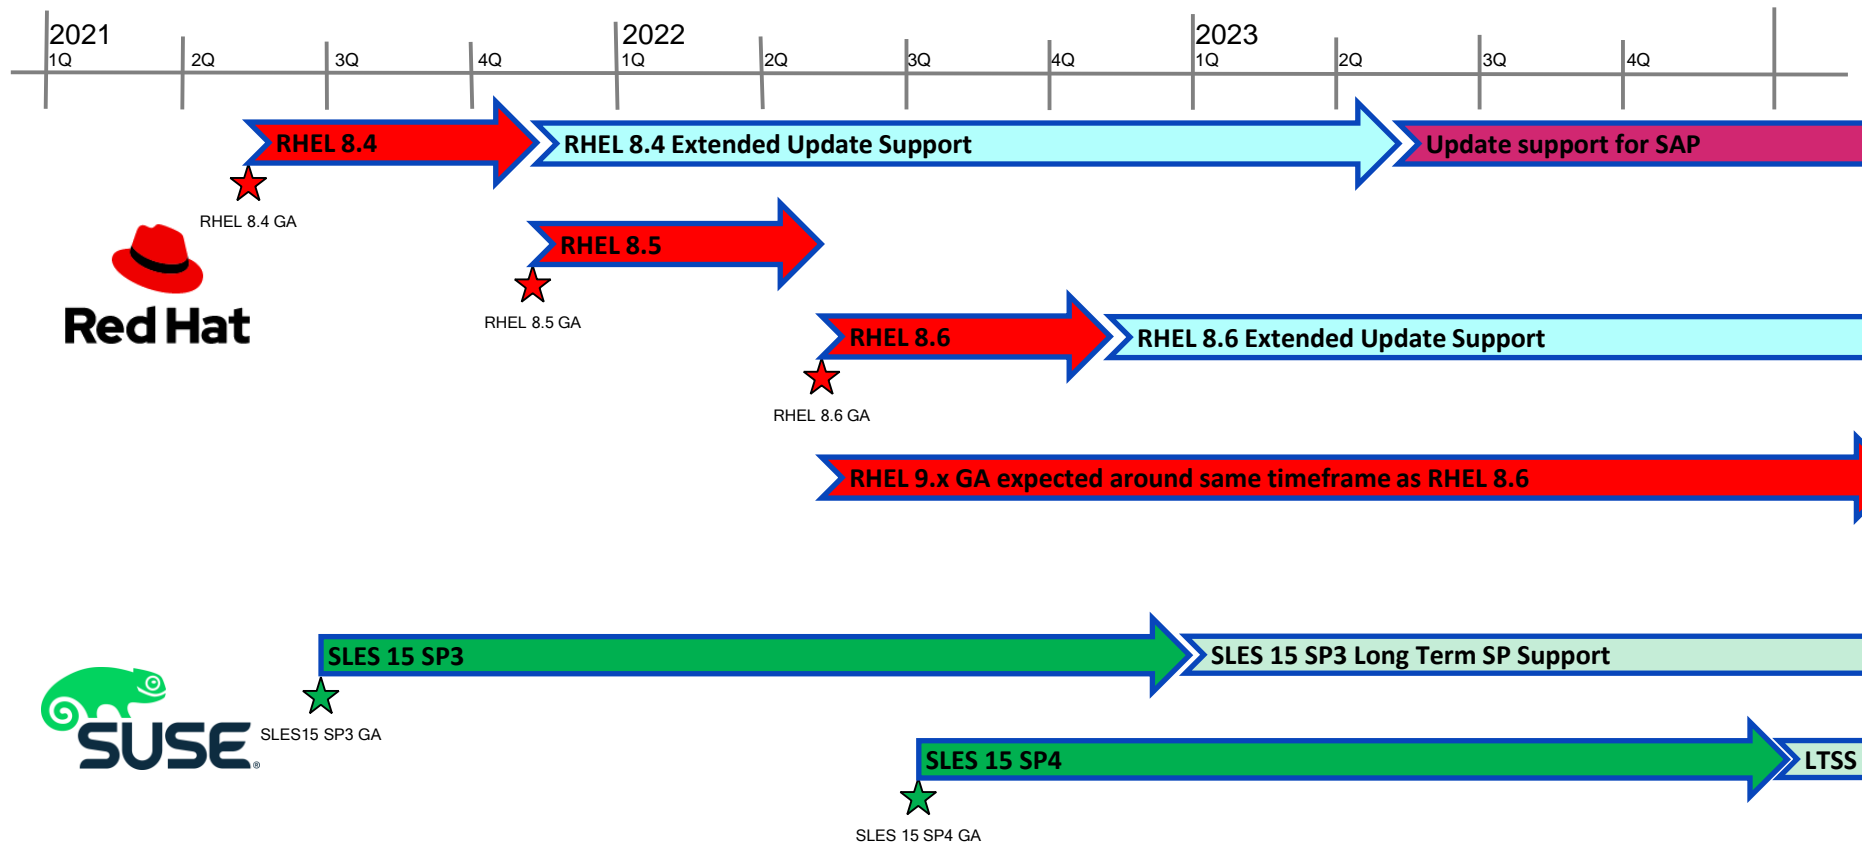 2021
2022
2023
1Q
2Q
3Q
4Q
1Q
2Q
3Q
4Q
1Q
2Q
3Q
4Q
RHEL 8.4
RHEL 8.4 Extended Update Support
Update support for SAP
RHEL 8.4 GA
RHEL 8.5
RHEL 8.5 GA
Red Hat
RHEL 8.6
RHEL 8.6 Extended Update Support
RHEL 8.6 GA
RHEL 9.x GA expected around same timeframe as RHEL 8.6
SLES 15 SP3
SLES 15 SP3 Long Term SP Support
SLES15 SP3 GA
SUSE®
SLES 15 SP4
LTSS
SLES 15 SP4 GA